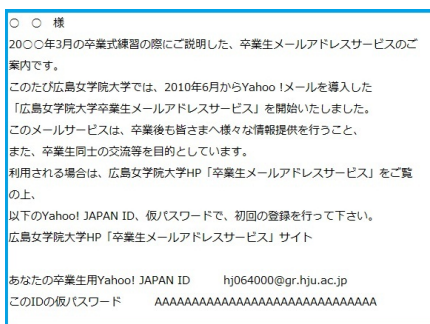 ○ ○ 様
20○○年3月の卒業式練習の際にご説明した、卒業生メールアドレスサービスのご
案内です。
このたび広島女学院大学では、2010年6月からYahoo !メールを導入した
「広島女学院大学卒業生メールアドレスサービス」を開始いたしました。
このメールサービスは、卒業後も皆さまへ様々な情報提供を行うこと、
また、卒業生同士の交流等を目的としています。
利用される場合は、広島女学院大学HP「卒業生メールアドレスサービス」をご覧
の上、
以下のYahoo! JAPAN ID、仮パスワードで、初回の登録を行って下さい。
広島女学院大学HP「卒業生メールアドレスサービス」サイト
あなたの卒業生用Yahoo! JAPAN ID hj064000@gr.hju.ac.jp
このIDの仮パスワード AAAAAAAAAAAAAAAAAAAAAAAAAAAAAA